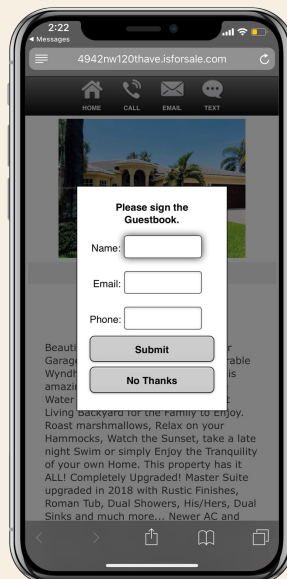 2:22
Messages
4942nw120thave.isforsale.com
HOME CALL EMAIL TEXT
Please sign the
Guestbook.
Name:
Email:
Phone:
Submit
No Thanks
Beauti
Garage
Wyndh is
amazin
Water
Living Backyard for the Family to Enjoy.
Roast marshmallows, Relax on your
Hammocks, Watch the Sunset, take a late
night Swim or simply Enjoy the Tranquility
of your own Home. This property has it
ALL! Completely Upgraded! Master Suite
upgraded in 2018 with Rustic Finishes,
Roman Tub, Dual Showers, His/Hers, Dual
Sinks and much more... Newer AC and